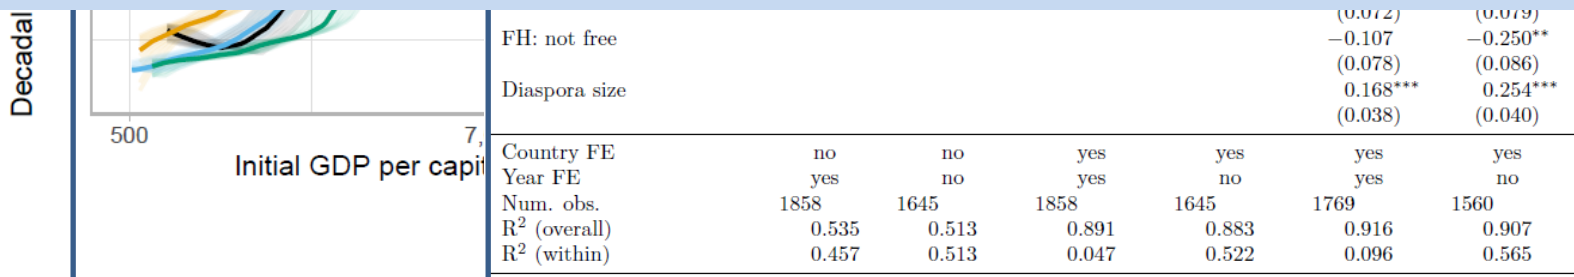 Decadal
500 7,
Initial GDP per capit
(0.072) (0.079)
FH: not free −0.107 −0.250**
(0.078) (0.086)
Diaspora size 0.168*** 0.254***
(0.038) (0.040)
Country FE no no yes yes yes yes
Year FE yes no yes no yes no
Num. obs. 1858 1645 1858 1645 1769 1560
R² (overall) 0.535 0.513 0.891 0.883 0.916 0.907
R² (within) 0.457 0.513 0.047 0.522 0.096 0.565